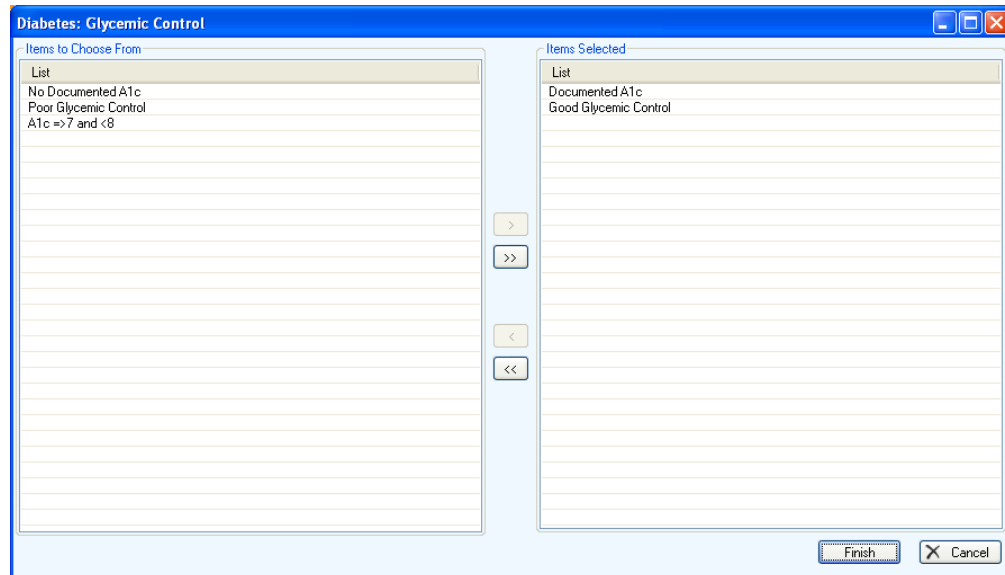 Diabetes: Glycemic Control
Items to Choose From
List
No Documented A1c
Poor Glycemic Control
A1c =>7 and <8
>
>>
<
<<
Items Selected
List
Documented A1c
Good Glycemic Control
Finish
Cancel